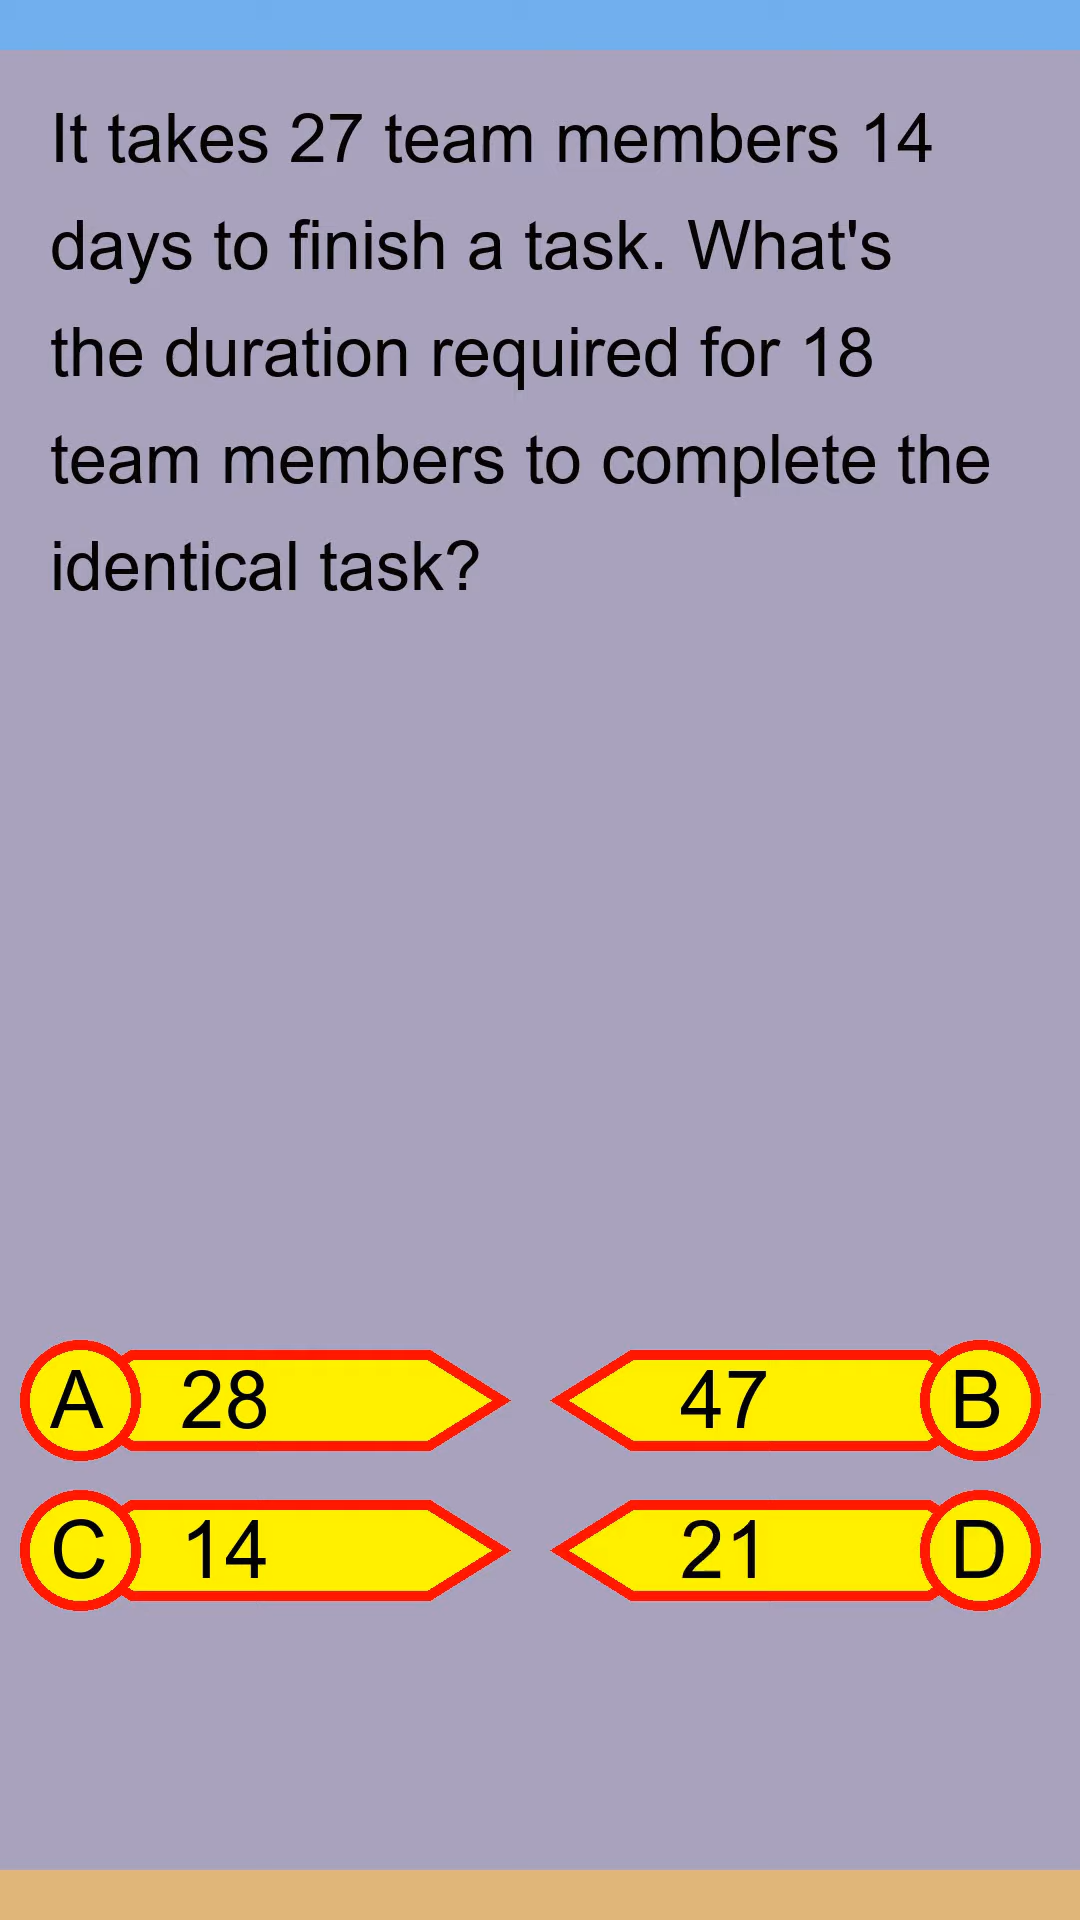 It takes 27 team members 14
days to finish a task. What's
the duration required for 18
team members to complete the
identical task?
A 28
47 B
C 14
21 D